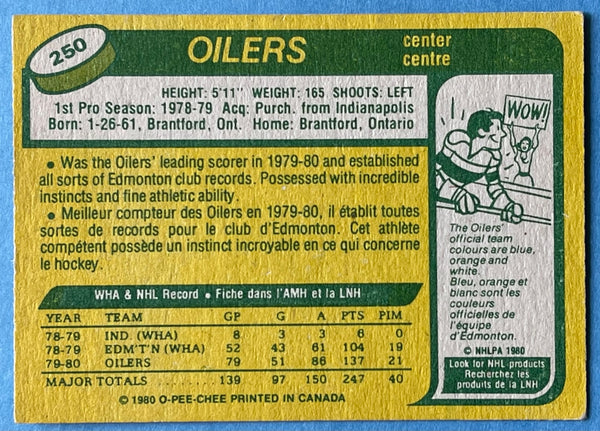 250
OILERS
center
centre
HEIGHT: 5'11" WEIGHT: 165 SHOOTS: LEFT
1st Pro Season: 1978-79 Acq: Purch. from Indianapolis
Born: 1-26-61, Brantford, Ont. Home: Brantford, Ontario
• Was the Oilers' leading scorer in 1979-80 and established
all sorts of Edmonton club records. Possessed with incredible
instincts and fine athletic ability.
• Meilleur compteur des Oilers en 1979-80, il établit toutes
sortes de records pour le club d'Edmonton. Cet athlète
compétent possède un instinct incroyable en ce qui concerne
le hockey.
WHA & NHL Record • Fiche dans l'AMH et la LNH
YEAR TEAM GP G A PTS PIM
78-79 IND. (WHA) 8 3 3 6 0
78-79 EDM'T'N (WHA) 52 43 61 104 19
79-80 OILERS 79 51 86 137 21
MAJOR TOTALS 139 97 150 247 40
© 1980 O-PEE-CHEE PRINTED IN CANADA
WOW!
The Oilers'
official team
colours are blue,
orange and
white.
Bleu, orange et
blanc sont les
couleurs
officielles de
l'équipe
d'Edmonton.
© NHLPA 1980
Look for NHL products
Recherchez les
produits de la LNH